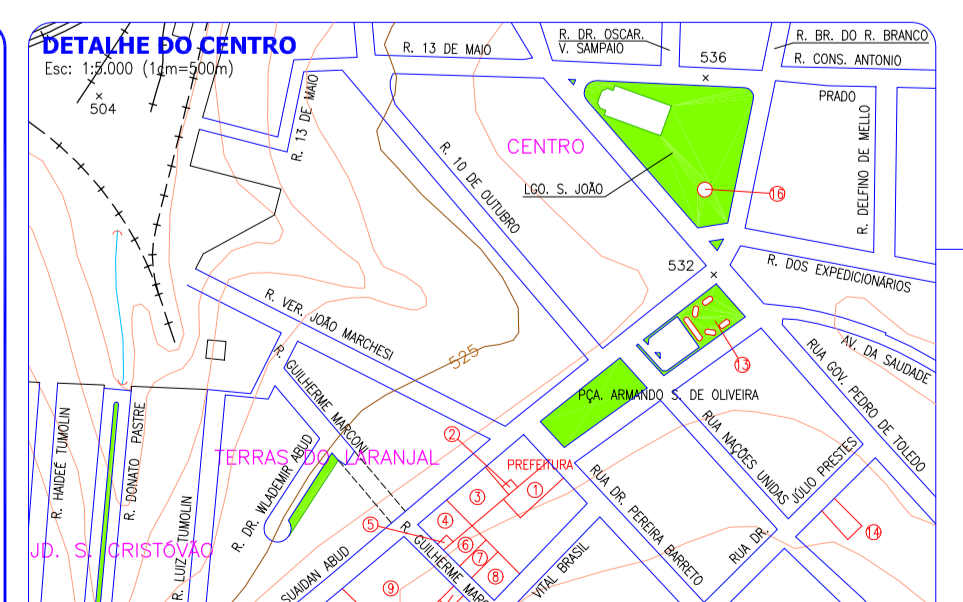 DETALHE DO CENTRO
Esc: 1:5.000 (1cm=500m)
504
R. 13 DE MAIO
R. DR. OSCAR.
V. SAMPAIO
536
R. BR. DO R. BRANCO
R. CONS. ANTONIO
PRADO
R. 13 DE MAIO
CENTRO
R. 10 DE OUTUBRO
LGO. S. JOÃO
16
R. DELFINO DE MELLO
532
R. DOS EXPEDICIONÁRIOS
R. VER. JOÃO MARCHESI
525
13
AV. DA SAUDADE
RUA GOV. PEDRO DE TOLEDO
R. GUILHERME MARCONI
PÇA. ARMANDO S. DE OLIVEIRA
R. HAIDEÉ TUMOLIN
R. DONATO PASTRE
R. LUIZ TUMOLIN
TERRAS DO LARANJAL
R. DR. WLADEMIR ABUD
2
PREFEITURA
1
3
4
5
6
7
8
9
RUA NAÇÕES UNIDAS
RUA DR. JÚLIO PRESTES
14
RUA DR. PEREIRA BARRETO
JD. S. CRISTÓVÃO
SUAIDAN ABUD
R. GUILHERME MARC
VITAL BRASIL